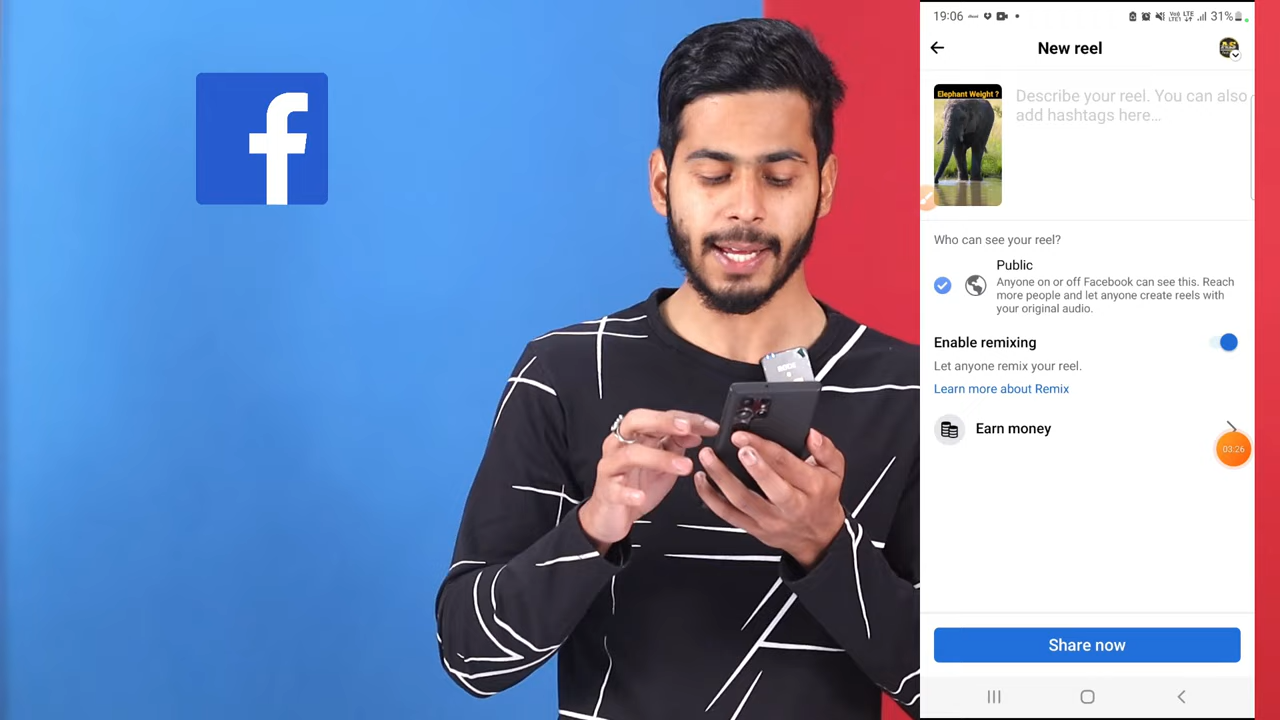 19:06
31%
New reel
Elephant Weight ?
Describe your reel. You can also
add hashtags here...
Who can see your reel?
Public
Anyone on or off Facebook can see this. Reach
more people and let anyone create reels with
your original audio.
Enable remixing
Let anyone remix your reel.
Learn more about Remix
Earn money
03:26
Share now